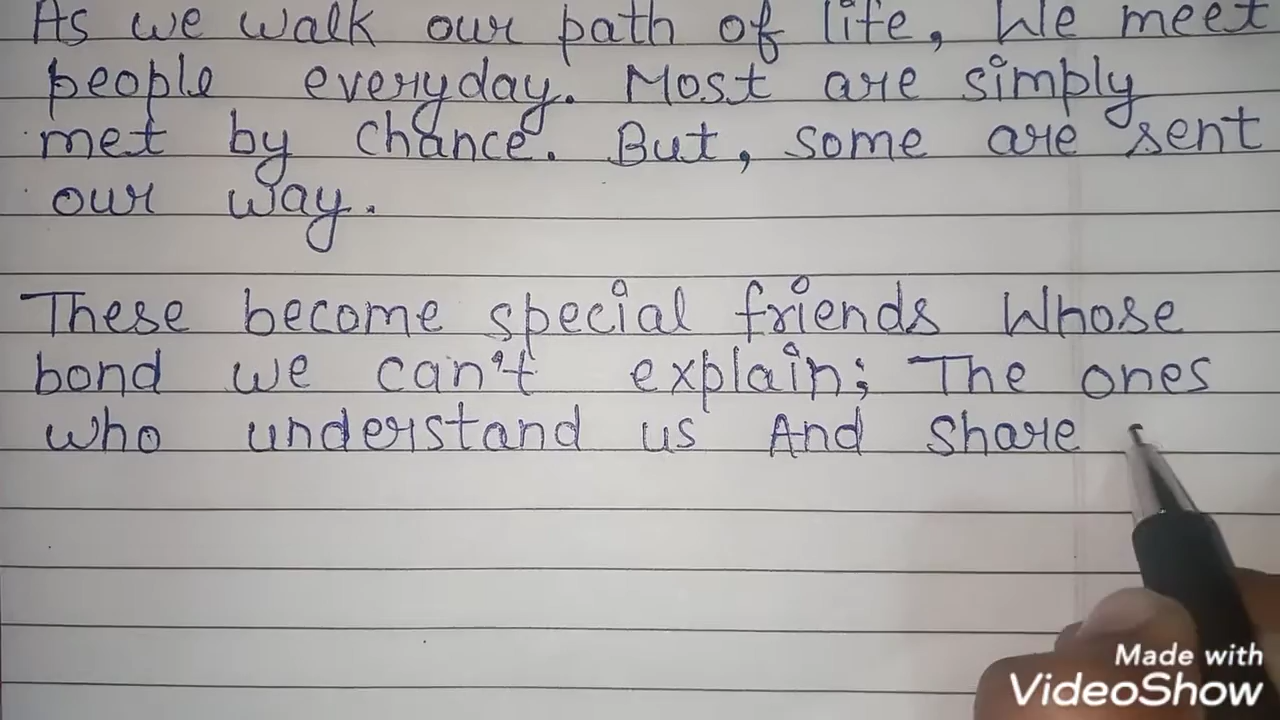 As we walk our path of life, We meet
people everyday. Most are simply
met by chance. But, some are sent
our way.
These become special friends Whose
bond we can't explain; The ones
who understand us And share
Made with
VideoShow